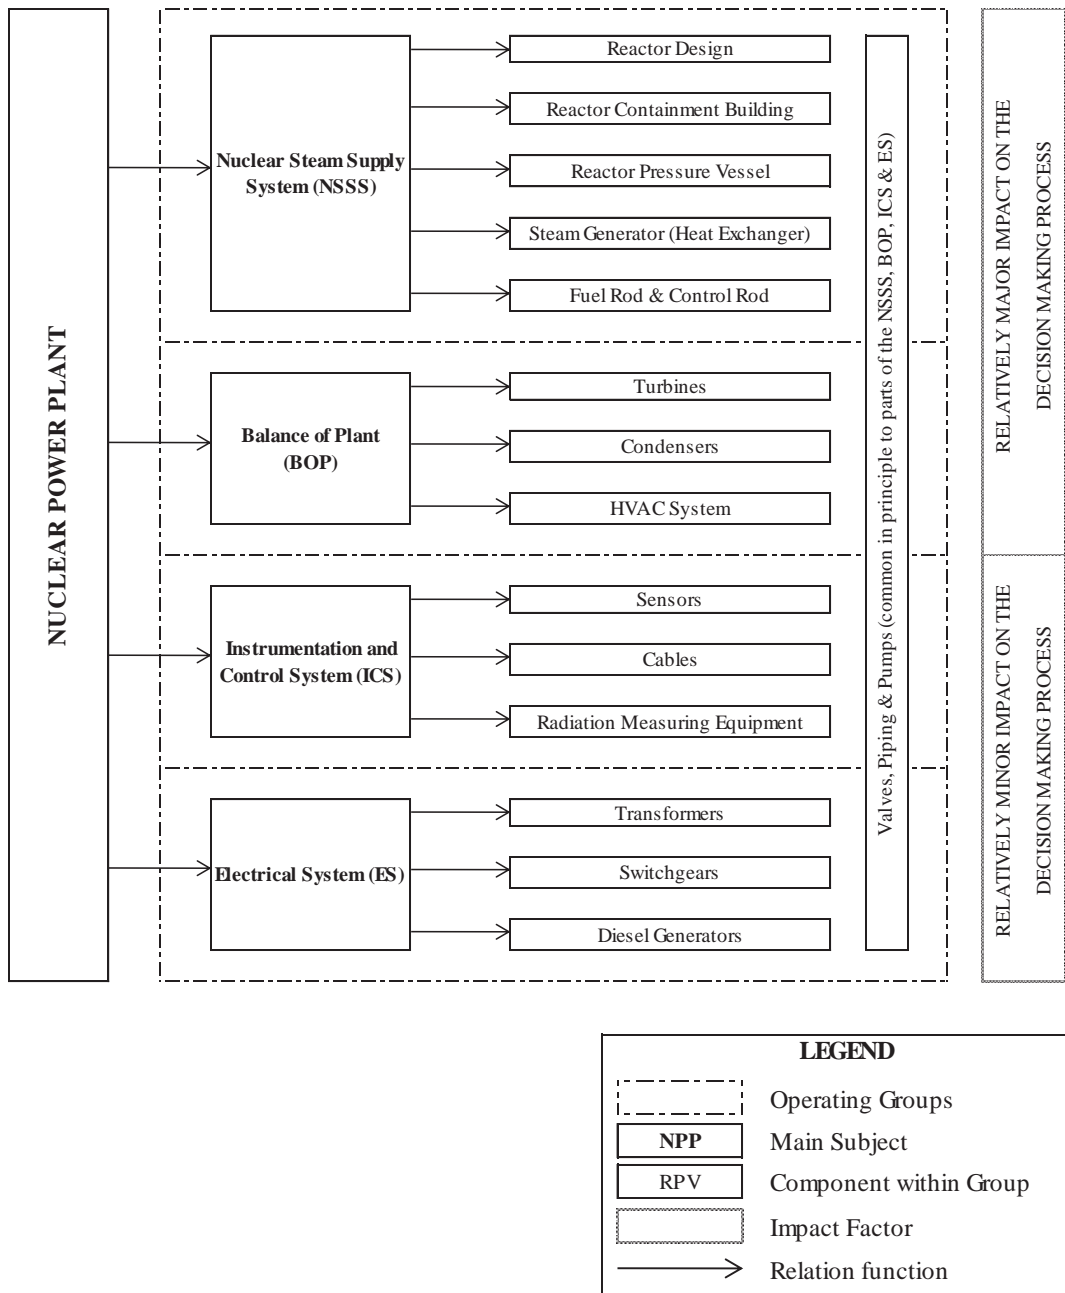 NUCLEAR POWER PLANT
Nuclear Steam Supply
System (NSSS)
Reactor Design
Reactor Containment Building
Reactor Pressure Vessel
Steam Generator (Heat Exchanger)
Fuel Rod & Control Rod
Balance of Plant
(BOP)
Turbines
Condensers
HVAC System
Instrumentation and
Control System (ICS)
Sensors
Cables
Radiation Measuring Equipment
Electrical System (ES)
Transformers
Switchgears
Diesel Generators
Valves, Piping & Pumps (common in principle to parts of the NSSS, BOP, ICS & ES)
RELATIVELY MAJOR IMPACT ON THE
DECISION MAKING PROCESS
RELATIVELY MINOR IMPACT ON THE
DECISION MAKING PROCESS
LEGEND
Operating Groups
NPP Main Subject
RPV Component within Group
Impact Factor
Relation function